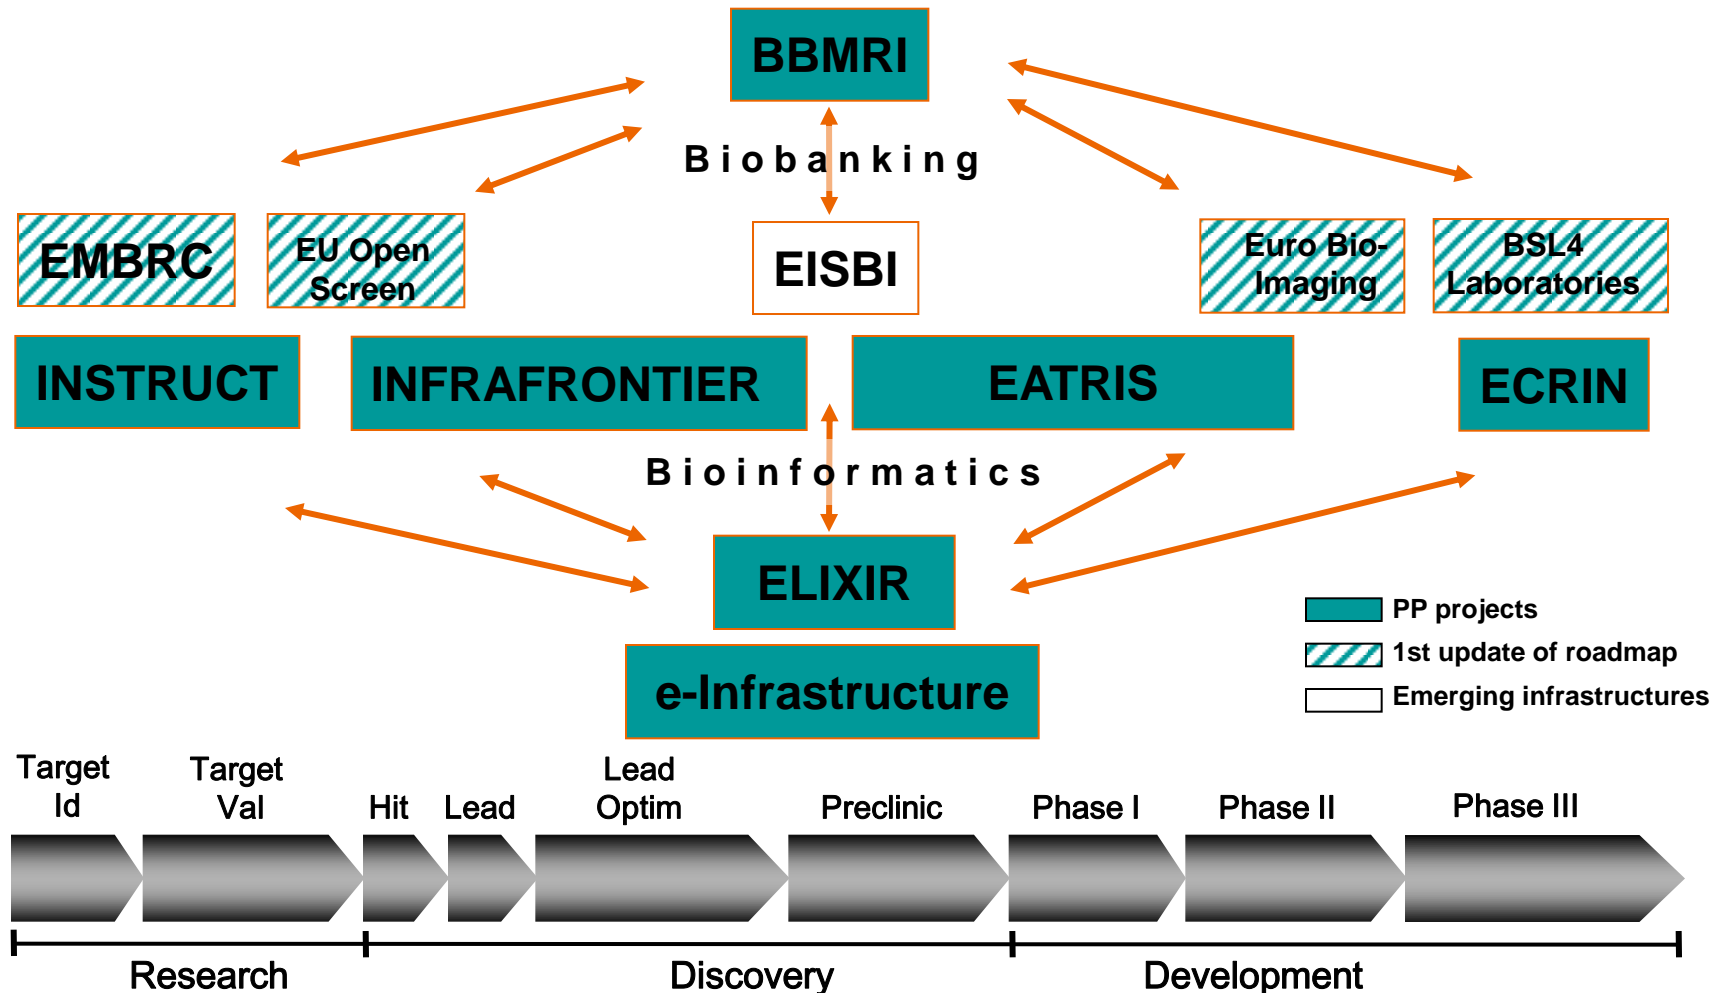 BBMRI
Biobanking
EMBRC
EU Open
Screen
EISBI
Euro Bio-
Imaging
BSL4
Laboratories
INSTRUCT
INFRAFRONTIER
EATRIS
ECRIN
Bioinformatics
ELIXIR
e-Infrastructure
PP projects
1st update of roadmap
Emerging infrastructures
Target
Id
Target
Val
Hit
Lead
Lead
Optim
Preclinic
Phase I
Phase II
Phase III
Research
Discovery
Development